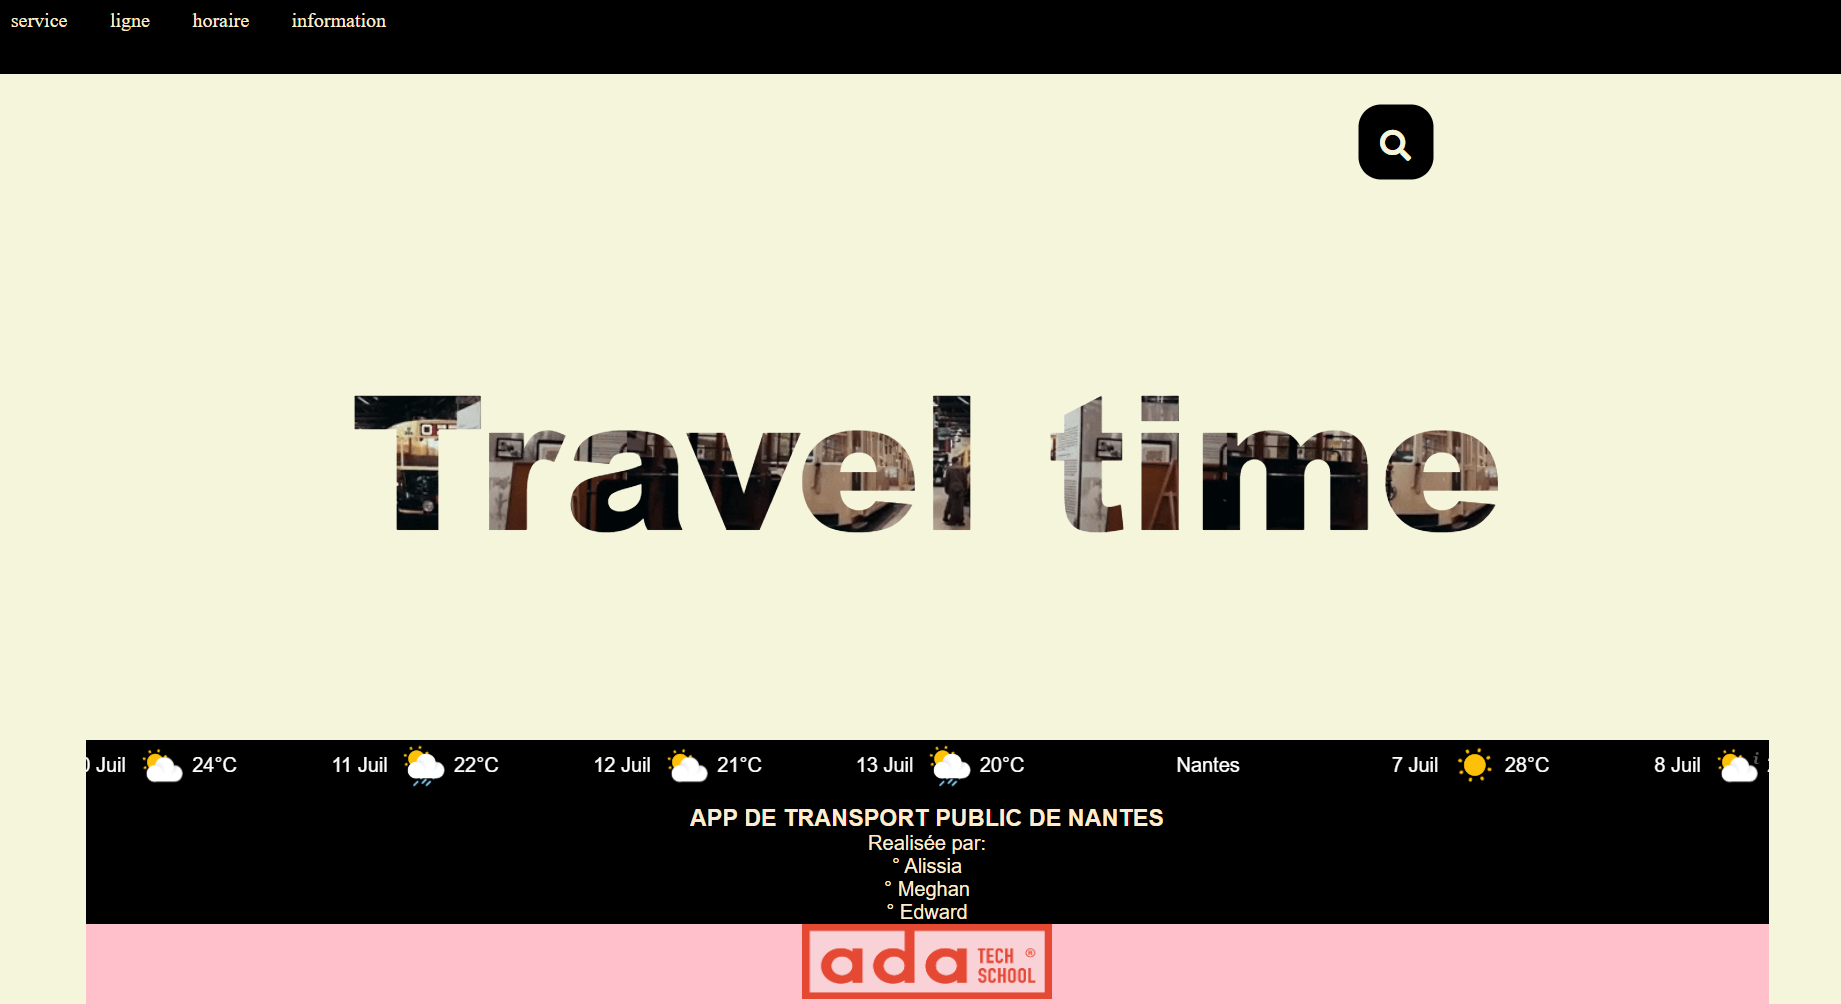 service ligne horaire information
Travel time
Juil 24°C 11 Juil 22°C 12 Juil 21°C 13 Juil 20°C Nantes 7 Juil 28°C 8 Juil
APP DE TRANSPORT PUBLIC DE NANTES
Realisée par:
° Alissia
° Meghan
° Edward
ada TECH ®
SCHOOL